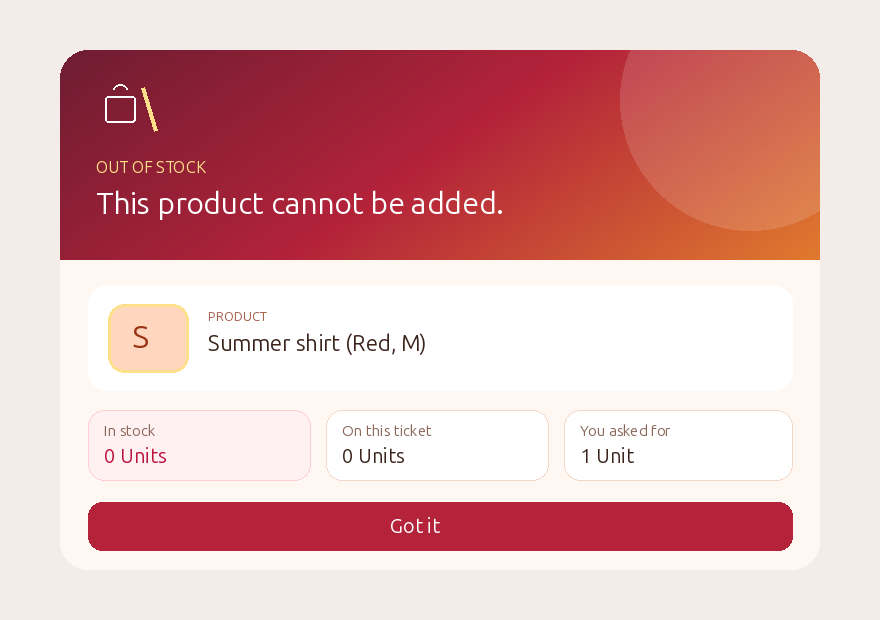 OUT OF STOCK
This product cannot be added.
S
PRODUCT
Summer shirt (Red, M)
In stock
0 Units
On this ticket
0 Units
You asked for
1 Unit
Got it